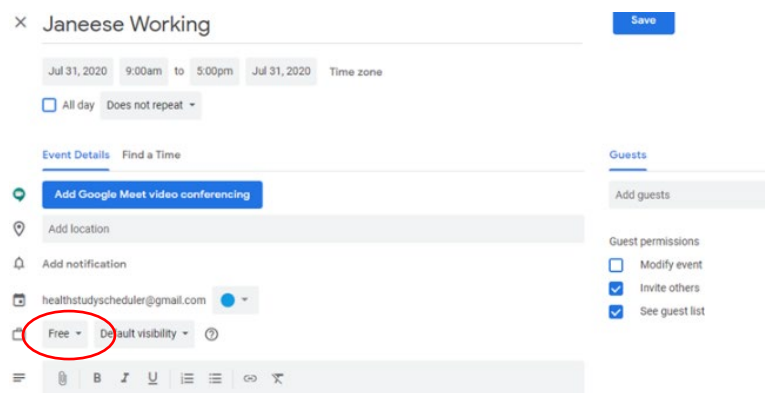 Janeese Working
Save
Jul 31, 2020 9:00am to 5:00pm Jul 31, 2020 Time zone
All day Does not repeat
Event Details Find a Time
Guests
Add Google Meet video conferencing
Add guests
Add location
Guest permissions
Add notification
Modify event
healthstudyscheduler@gmail.com
Invite others
See guest list
Free Default visibility
B I U